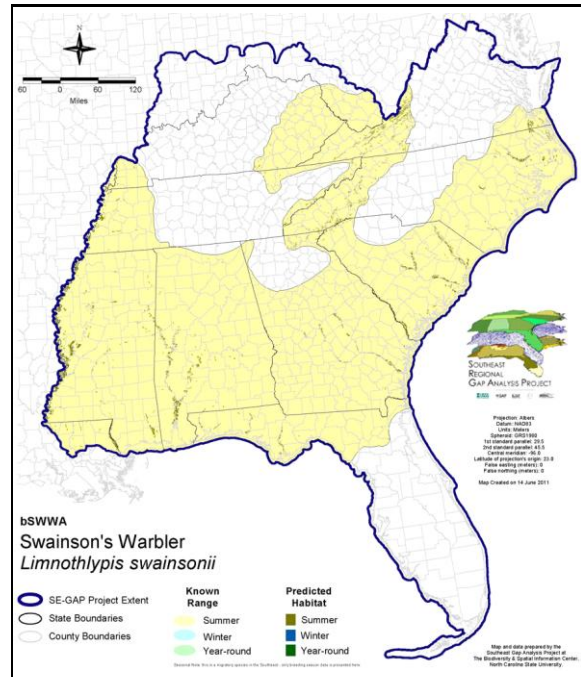 N
60 0 60 120
Miles
SOUTHEAST
REGIONAL
GAP ANALYSIS PROJECT
Projection: Albers
Datum: NAD83
Units: Meters
Spheroid: GRS1980
1st standard parallel: 29.5
2nd standard parallel: 45.5
Central meridian: -96.0
Latitude of projection's origin: 23.0
False easting (meters): 0
False northing (meters): 0
Map Created on 14 June 2011
bSWWA
Swainson's Warbler
Limnothlypis swainsonii
SE-GAP Project Extent
State Boundaries
County Boundaries
Known
Range
Summer
Winter
Year-round
Predicted
Habitat
Summer
Winter
Year-round
Map and data prepared by the
Southeast Gap Analysis Project at
The Biodiversity & Spatial Information Center,
North Carolina State University.